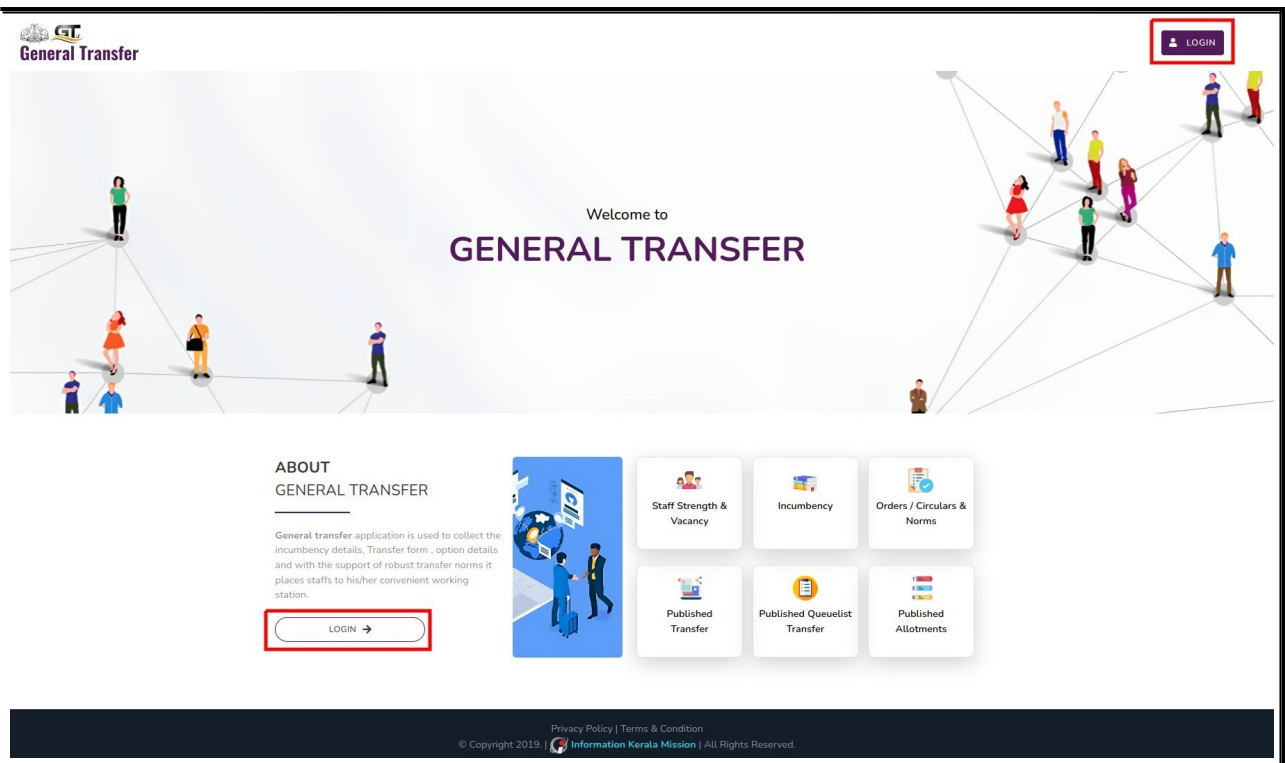 GT.
General Transfer
LOGIN
Welcome to
GENERAL TRANSFER
ABOUT
GENERAL TRANSFER
General transfer application is used to collect the
incumbency details, Transfer form , option details
and with the support of robust transfer norms it
places staffs to his/her convenient working
station.
LOGIN
Staff Strength &
Vacancy
Incumbency
Orders / Circulars &
Norms
Published
Transfer
Published Queuelist
Transfer
Published
Allotments
Privacy Policy | Terms & Condition
© Copyright 2019. | Information Kerala Mission | All Rights Reserved.